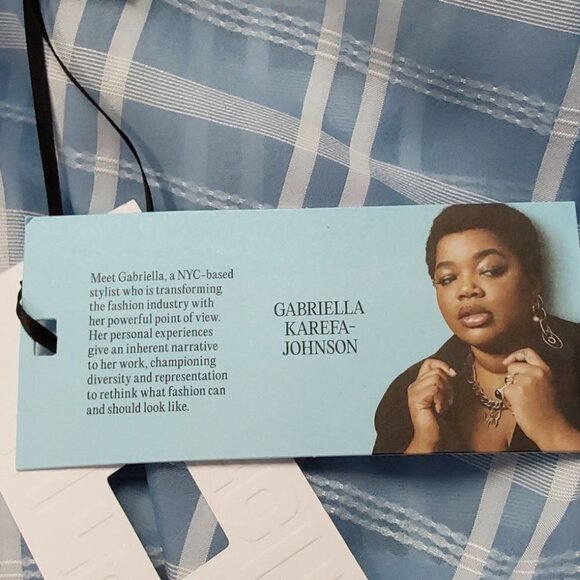 Meet Gabriella, a NYC-based
stylist who is transforming
the fashion industry with
her powerful point of view.
Her personal experiences
give an inherent narrative
to her work, championing
diversity and representation
to rethink what fashion can
and should look like.
GABRIELLA
KAREFA-
JOHNSON